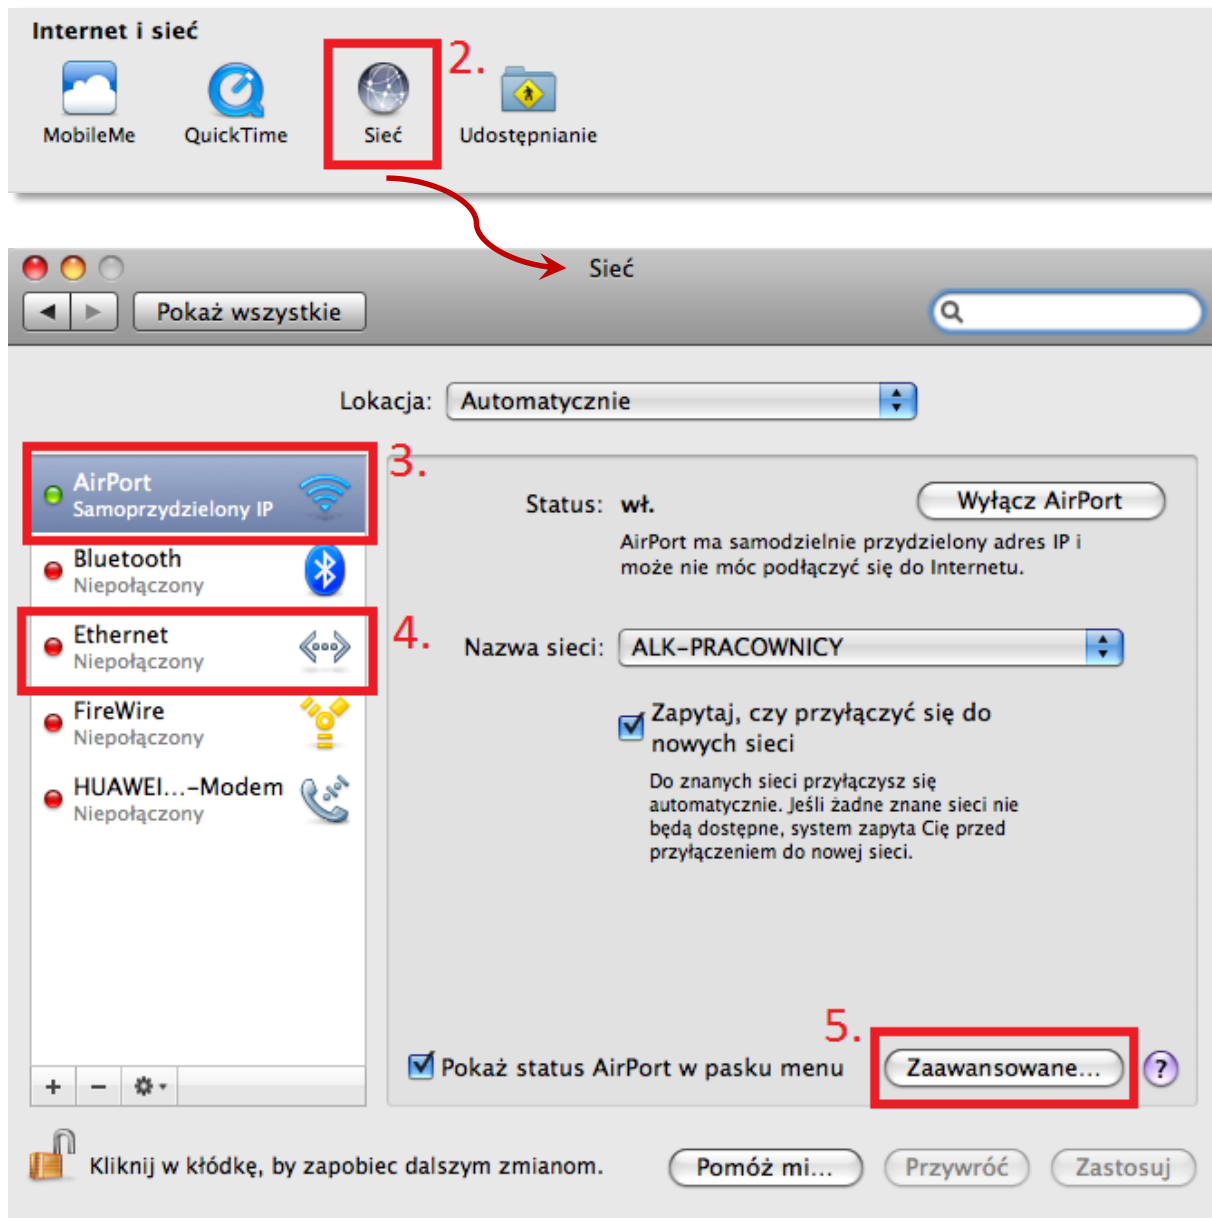 Internet i sieć
2.
MobileMe
QuickTime
Sieć
Udostępnianie
Sieć
Pokaż wszystkie
Lokacja: Automatycznie
3.
AirPort
Samoprzydzielony IP
Bluetooth
Niepołączony
4.
Ethernet
Niepołączony
FireWire
Niepołączony
HUAWEI...-Modem
Niepołączony
Status: wł.
Wyłącz AirPort
AirPort ma samodzielnie przydzielony adres IP i
może nie móc podłączyć się do Internetu.
Nazwa sieci: ALK-PRACOWNICY
Zapytaj, czy przyłączyć się do
nowych sieci
Do znanych sieci przyłączysz się
automatycznie. Jeśli żadne znane sieci nie
będą dostępne, system zapyta Cię przed
przyłączeniem do nowej sieci.
5.
Pokaż status AirPort w pasku menu
Zaawansowane...
?
Kliknij w kłódkę, by zapobiec dalszym zmianom.
Pomóż mi...
Przywróć
Zastosuj